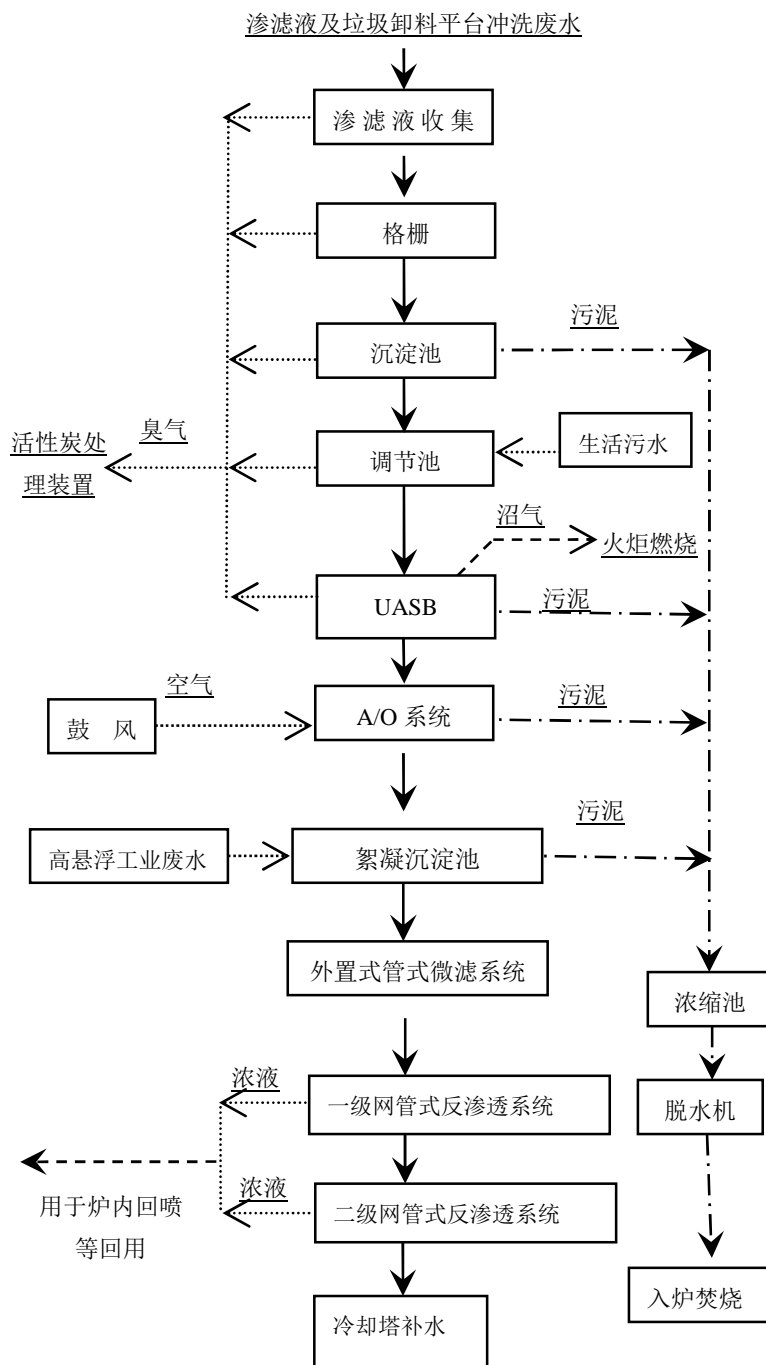 渗滤液及垃圾卸料平台冲洗废水
渗 滤 液 收 集
格栅
污泥
沉淀池
臭气
活性炭处
理装置
调节池
生活污水
沼气
火炬燃烧
UASB
污泥
空气
鼓 风
A/O 系统
污泥
污泥
高悬浮工业废水
絮凝沉淀池
外置式管式微滤系统
浓缩池
浓液
一级网管式反渗透系统
脱水机
浓液
用于炉内回喷
等回用
二级网管式反渗透系统
入炉焚烧
冷却塔补水